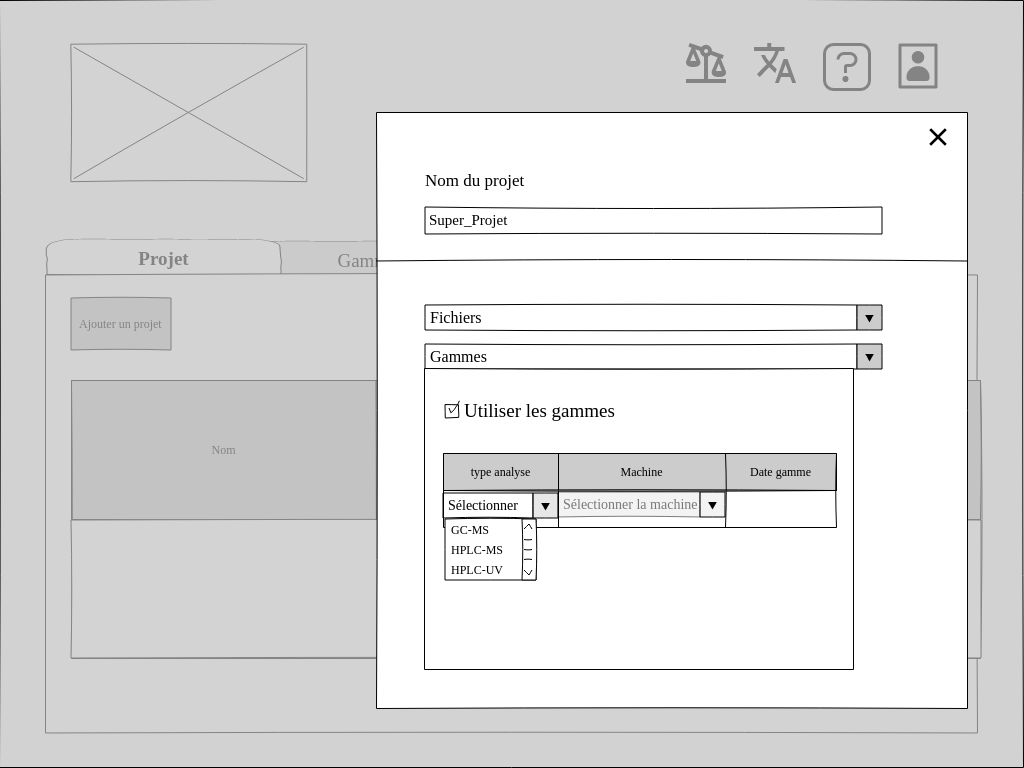 Nom du projet
Super_Projet
Projet
Gam
Ajouter un projet
Fichiers
Gammes
Utiliser les gammes
Nom
type analyse Machine Date gamme
Sélectionner Sélectionner la machine
GC-MS
HPLC-MS
HPLC-UV